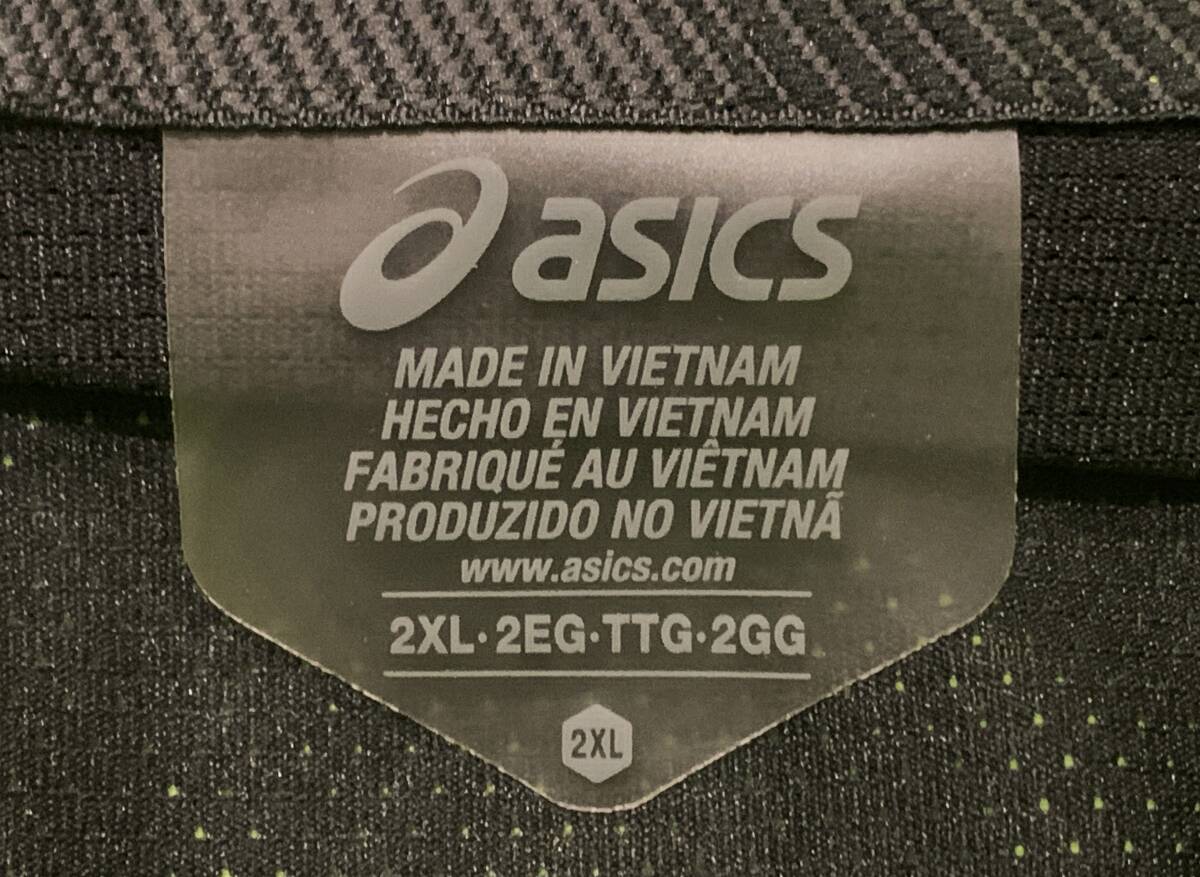 asics
MADE IN VIETNAM
HECHO EN VIETNAM
FABRIQUÉ AU VIÊTNAM
PRODUZIDO NO VIETNÃ
www.asics.com
2XL·2EG·TTG·2GG
2XL